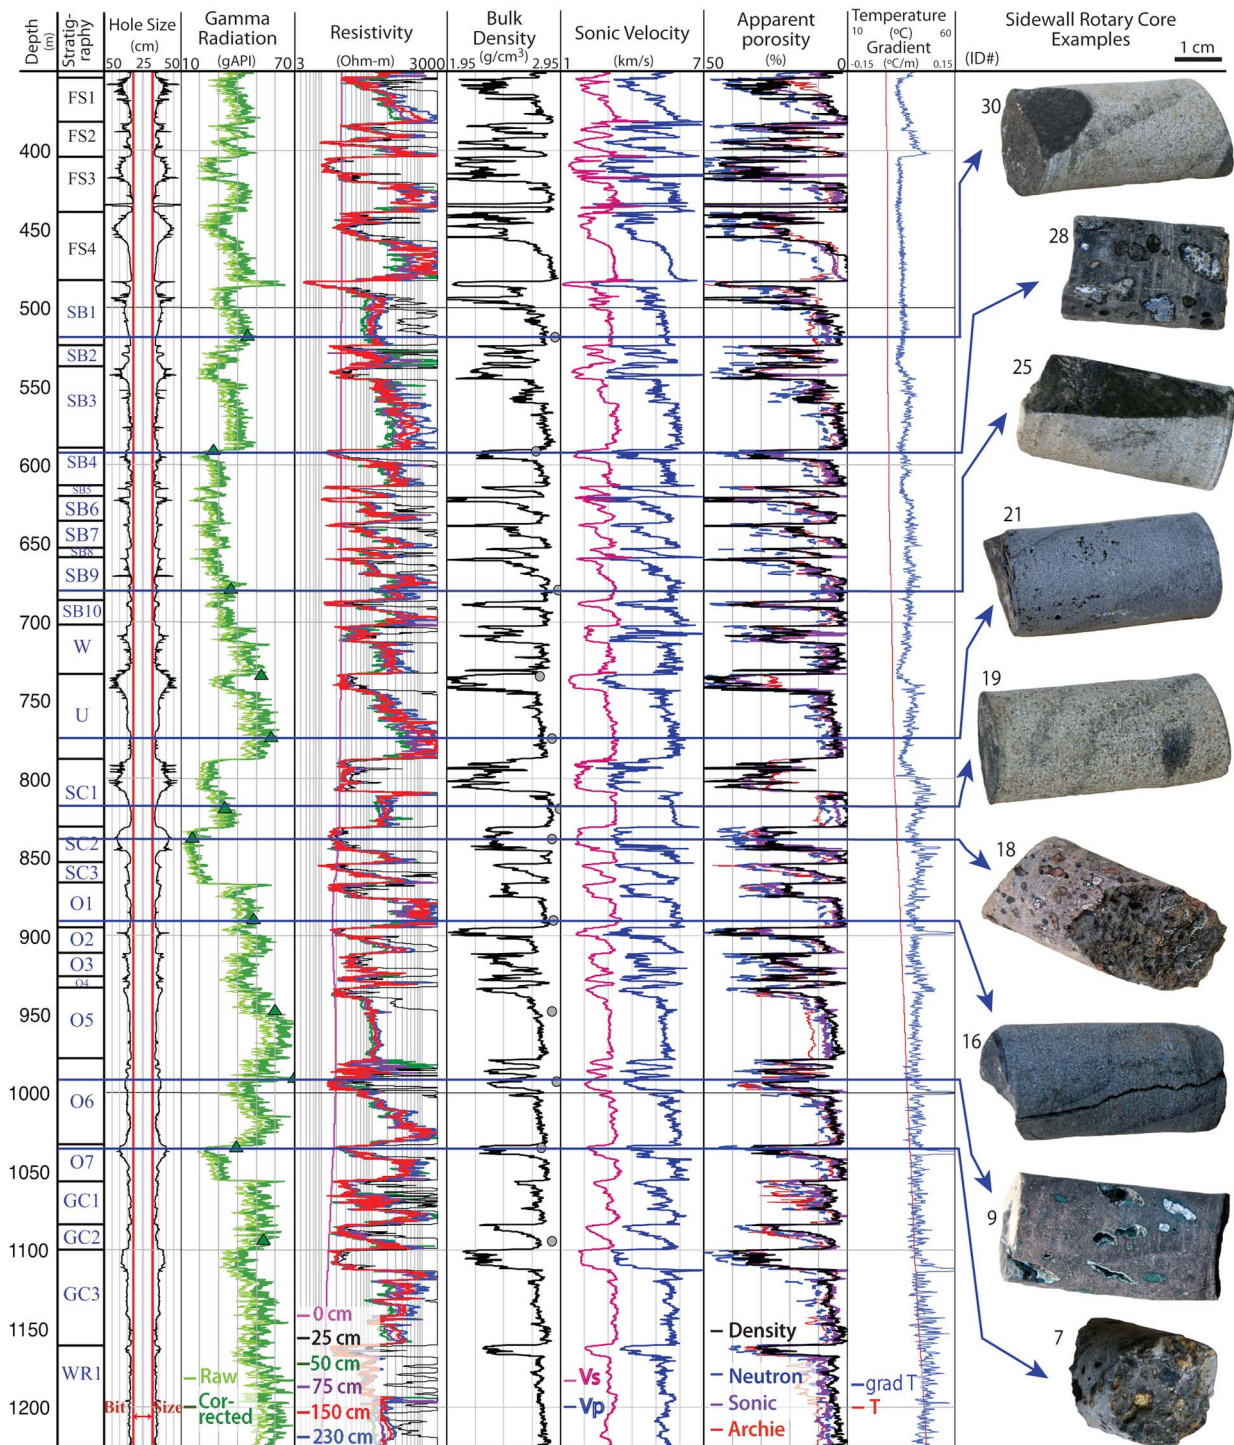 Depth
(m)
Stratig-
raphy
Hole Size
(cm)
50 25 50
Gamma
Radiation
10 (gAPI) 70
Resistivity
3 (Ohm-m) 3000
Bulk
Density
(g/cm³)
1.95 2.95
Sonic Velocity
1 (km/s) 7
Apparent
porosity
50 (%) 0
Temperature
10 (ºC) 60
Gradient
-0.15 (ºC/m) 0.15
Sidewall Rotary Core
Examples
(ID#)
1 cm
400
450
500
550
600
650
700
750
800
850
900
950
1000
1050
1100
1150
1200
FS1
FS2
FS3
FS4
SB1
SB2
SB3
SB4
SB5
SB6
SB7
SB8
SB9
SB10
W
U
SC1
SC2
SC3
O1
O2
O3
O4
O5
O6
O7
GC1
GC2
GC3
WR1
Bit Size
Raw
Cor-
rected
0 cm
25 cm
50 cm
75 cm
150 cm
230 cm
Vs
Vp
Density
Neutron
Sonic
Archie
grad T
T
30
28
25
21
19
18
16
9
7